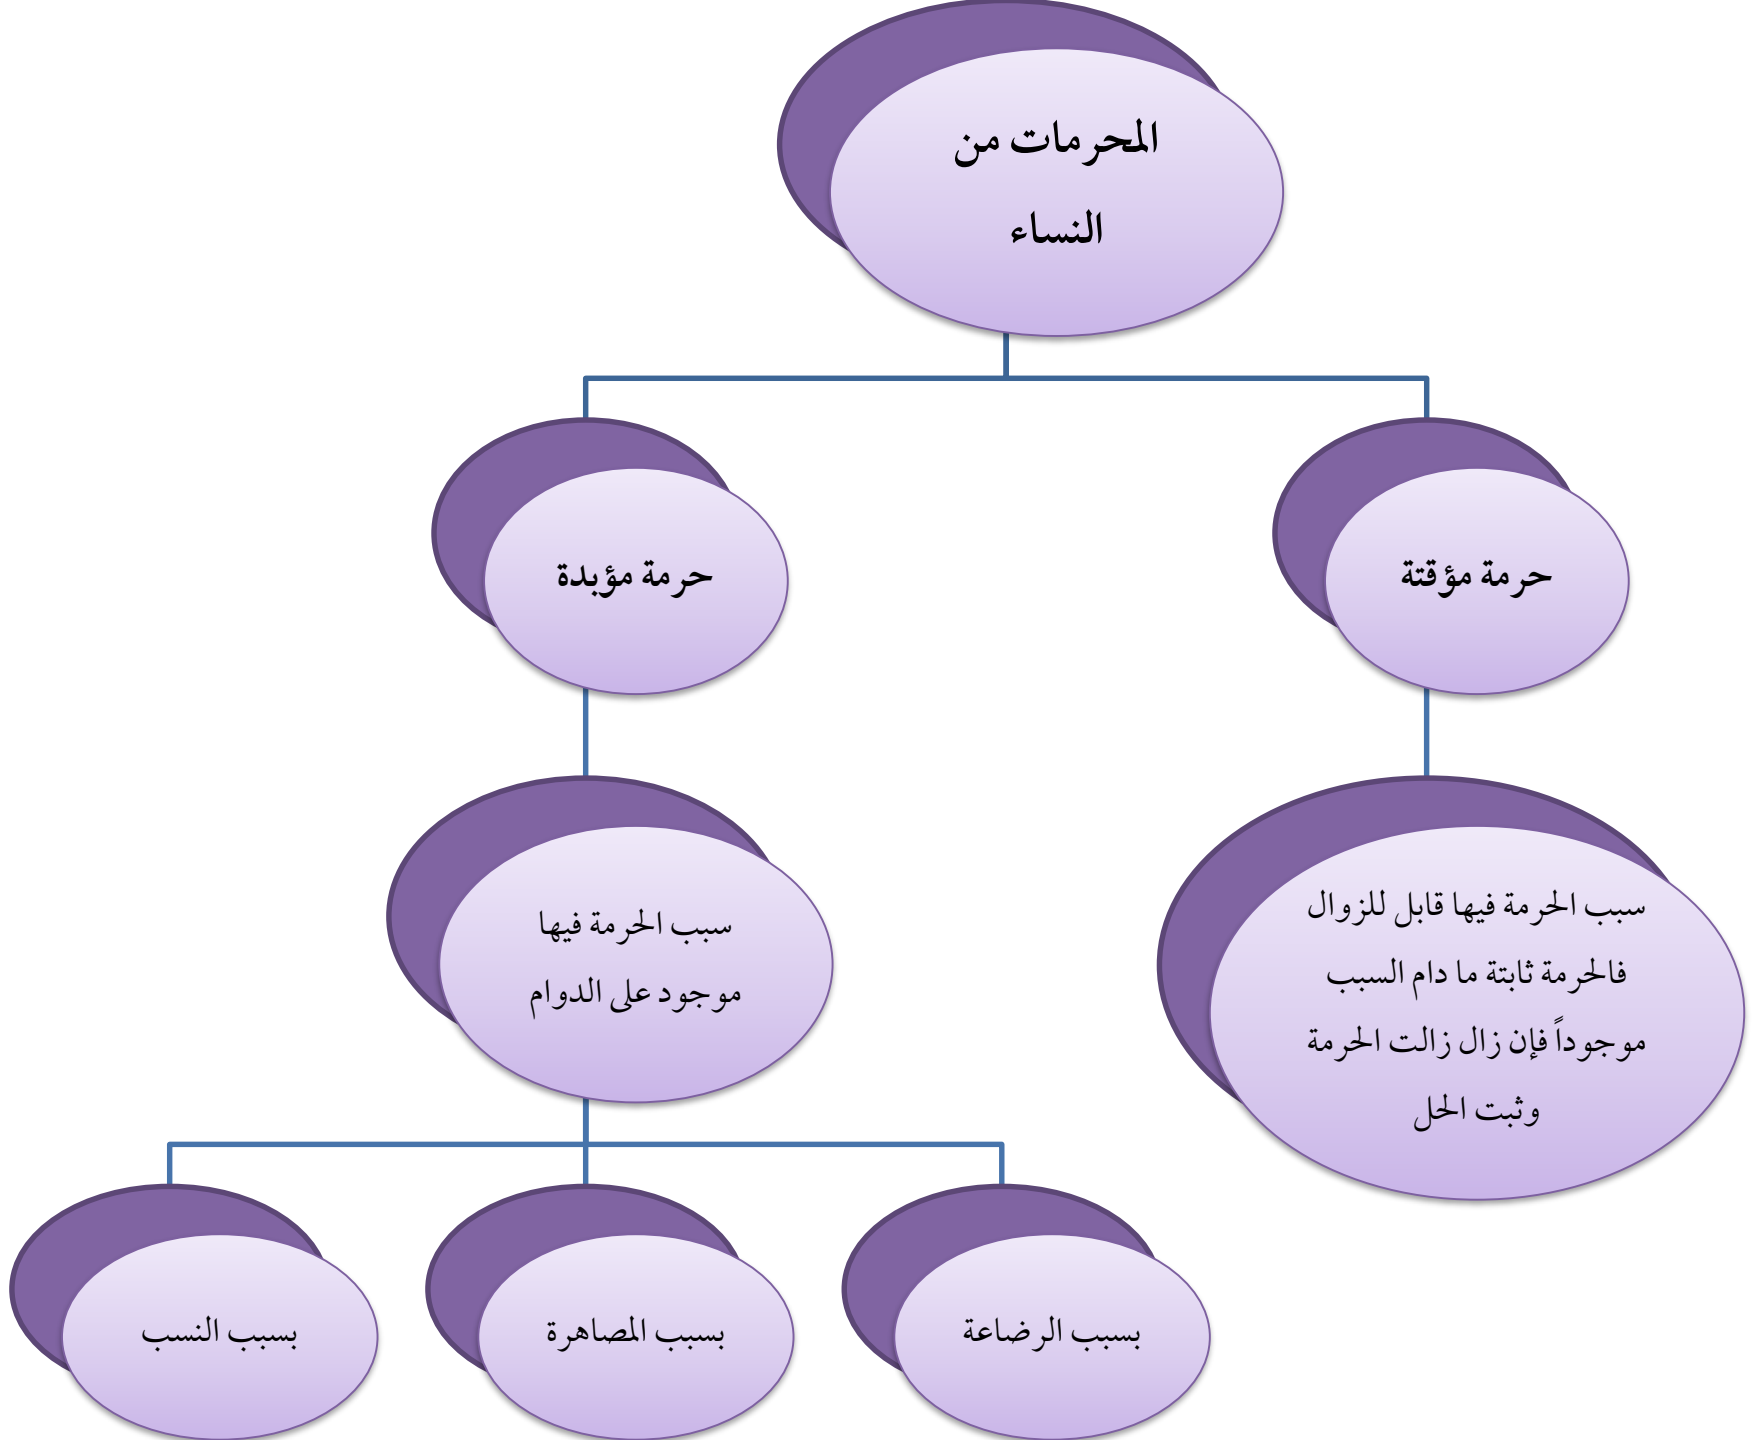 المحرمات من
النساء
حرمة مؤقتة
حرمة مؤبدة
سبب الحرمة فيها قابل للزوال
فالحرمة ثابتة ما دام السبب
موجوداً فإن زال زالت الحرمة
وثبت الحل
سبب الحرمة فيها
موجود على الدوام
بسبب الرضاعة
بسبب المصاهرة
بسبب النسب